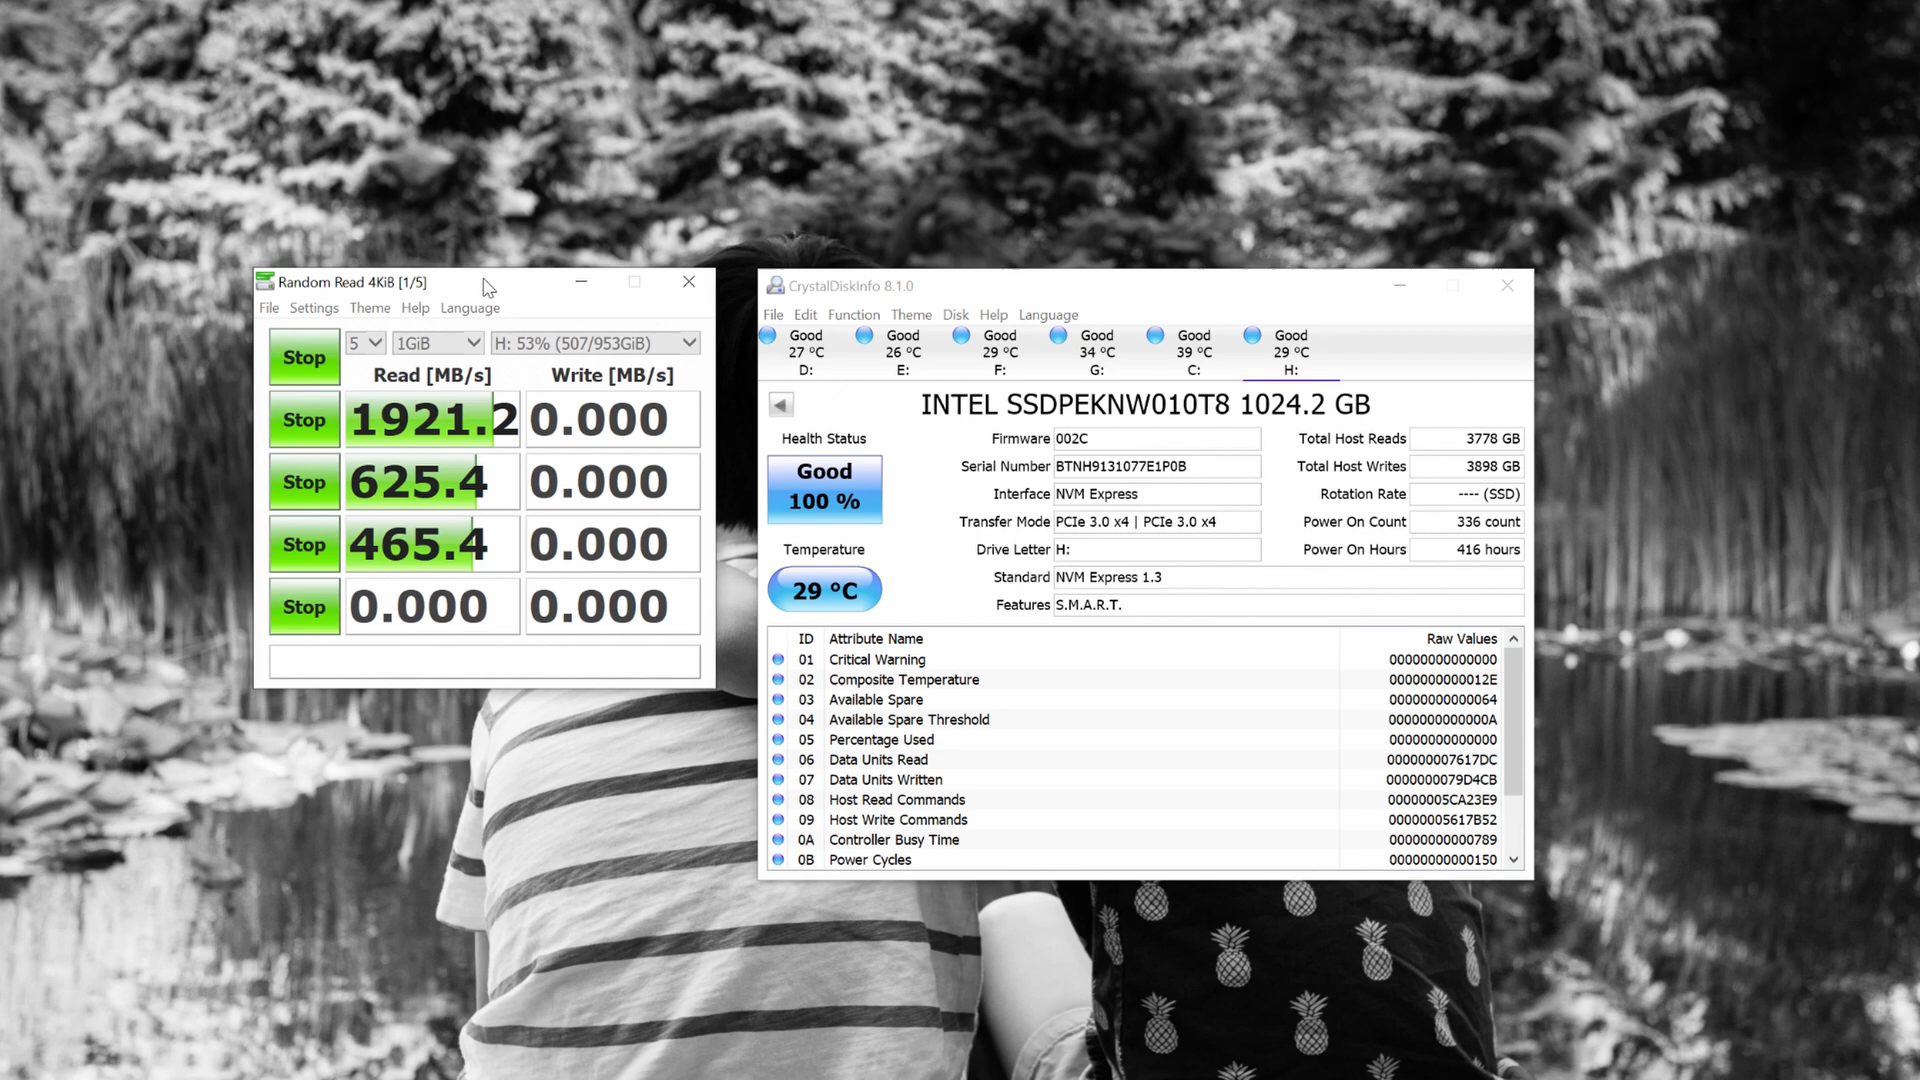 Random Read 4KiB [1/5]
File Settings Theme Help Language
Stop 5 1GiB H: 53% (507/953GiB)
Read [MB/s] Write [MB/s]
Stop 1921.2 0.000
Stop 625.4 0.000
Stop 465.4 0.000
Stop 0.000 0.000
CrystalDiskInfo 8.1.0
File Edit Function Theme Disk Help Language
Good Good Good Good Good Good
27 °C 26 °C 29 °C 34 °C 39 °C 29 °C
D: E: F: G: C: H:
INTEL SSDPEKNW010T8 1024.2 GB
Health Status
Good
100 %
Temperature
29 °C
Firmware 002C
Serial Number BTNH9131077E1P0B
Interface NVM Express
Transfer Mode PCIe 3.0 x4 | PCIe 3.0 x4
Drive Letter H:
Standard NVM Express 1.3
Features S.M.A.R.T.
Total Host Reads 3778 GB
Total Host Writes 3898 GB
Rotation Rate ---- (SSD)
Power On Count 336 count
Power On Hours 416 hours
ID Attribute Name Raw Values
01 Critical Warning 00000000000000
02 Composite Temperature 0000000000012E
03 Available Spare 00000000000064
04 Available Spare Threshold 0000000000000A
05 Percentage Used 00000000000000
06 Data Units Read 000000007617DC
07 Data Units Written 0000000079D4CB
08 Host Read Commands 00000005CA23E9
09 Host Write Commands 00000005617B52
0A Controller Busy Time 00000000000789
0B Power Cycles 00000000000150